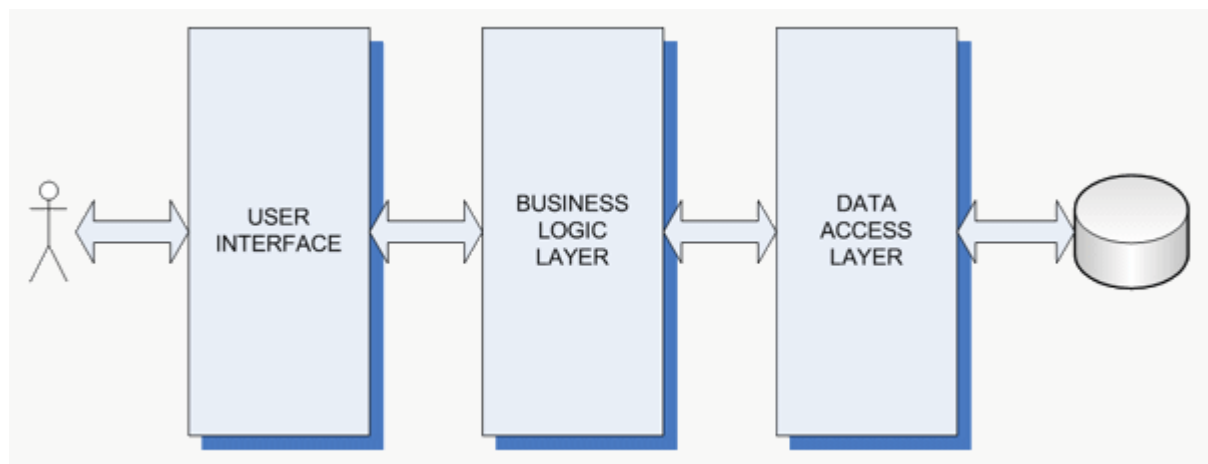 USER
INTERFACE
BUSINESS
LOGIC
LAYER
DATA
ACCESS
LAYER